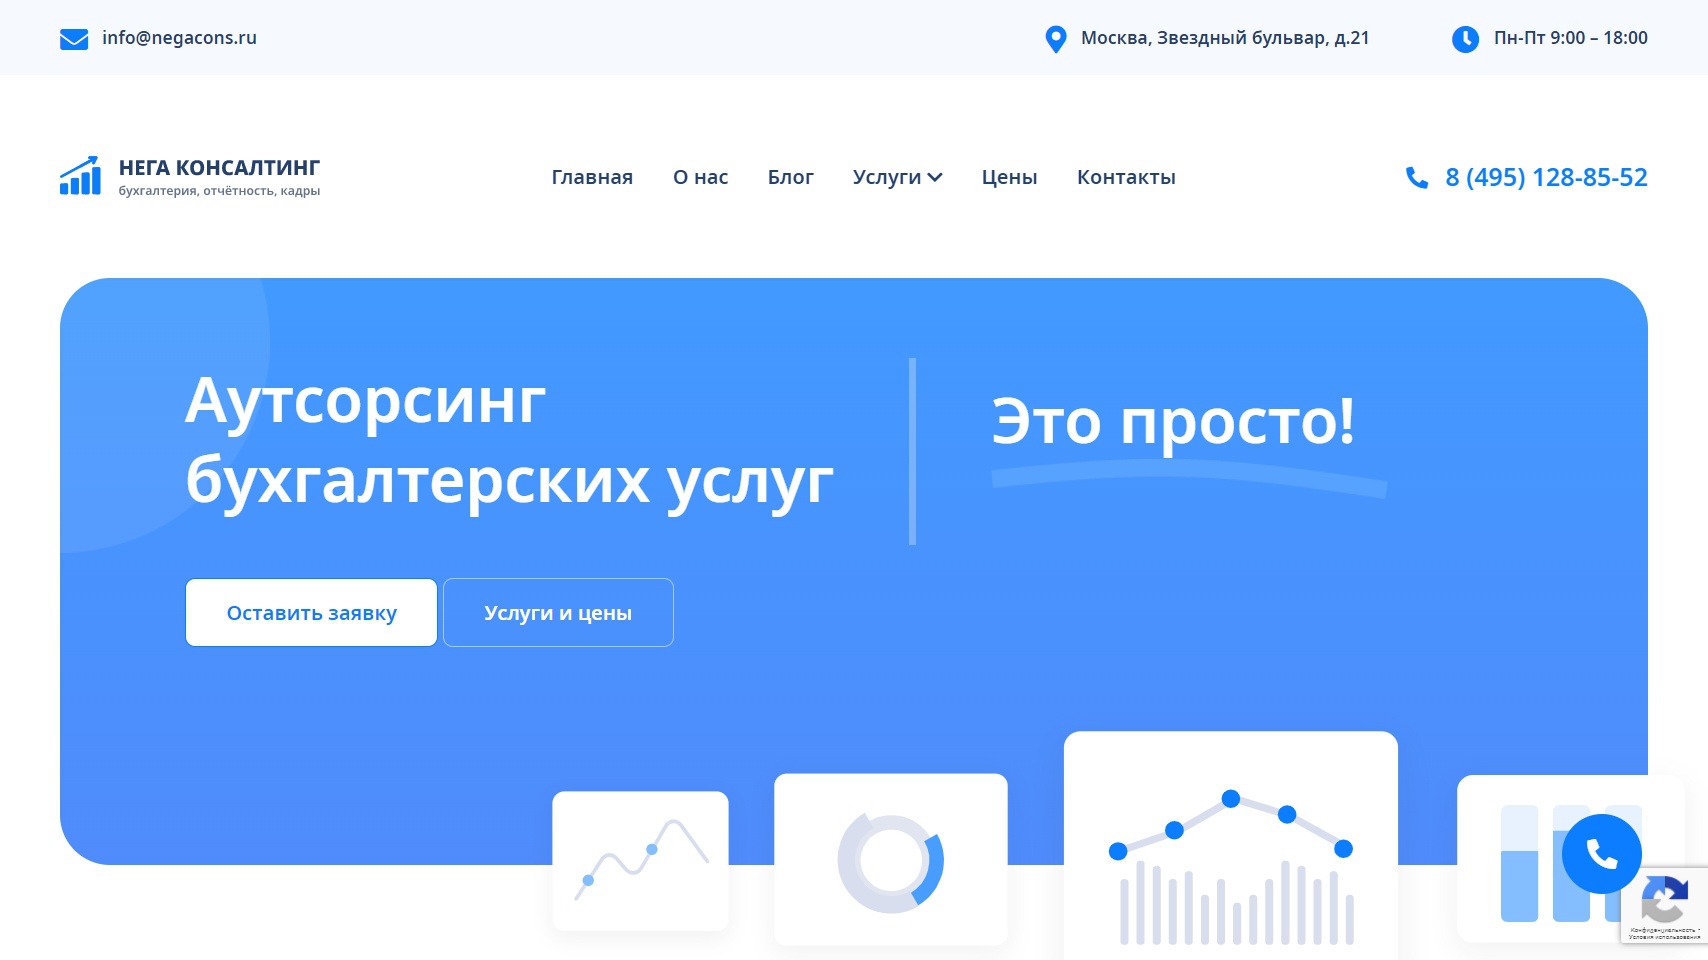 info@negacons.ru
Москва, Звездный бульвар, д.21
Пн-Пт 9:00 – 18:00
НЕГА КОНСАЛТИНГ
бухгалтерия, отчётность, кадры
Главная
О нас
Блог
Услуги
Цены
Контакты
8 (495) 128-85-52
Аутсорсинг
бухгалтерских услуг
Это просто!
Оставить заявку
Услуги и цены
Конфиденциальность -
Условия использования